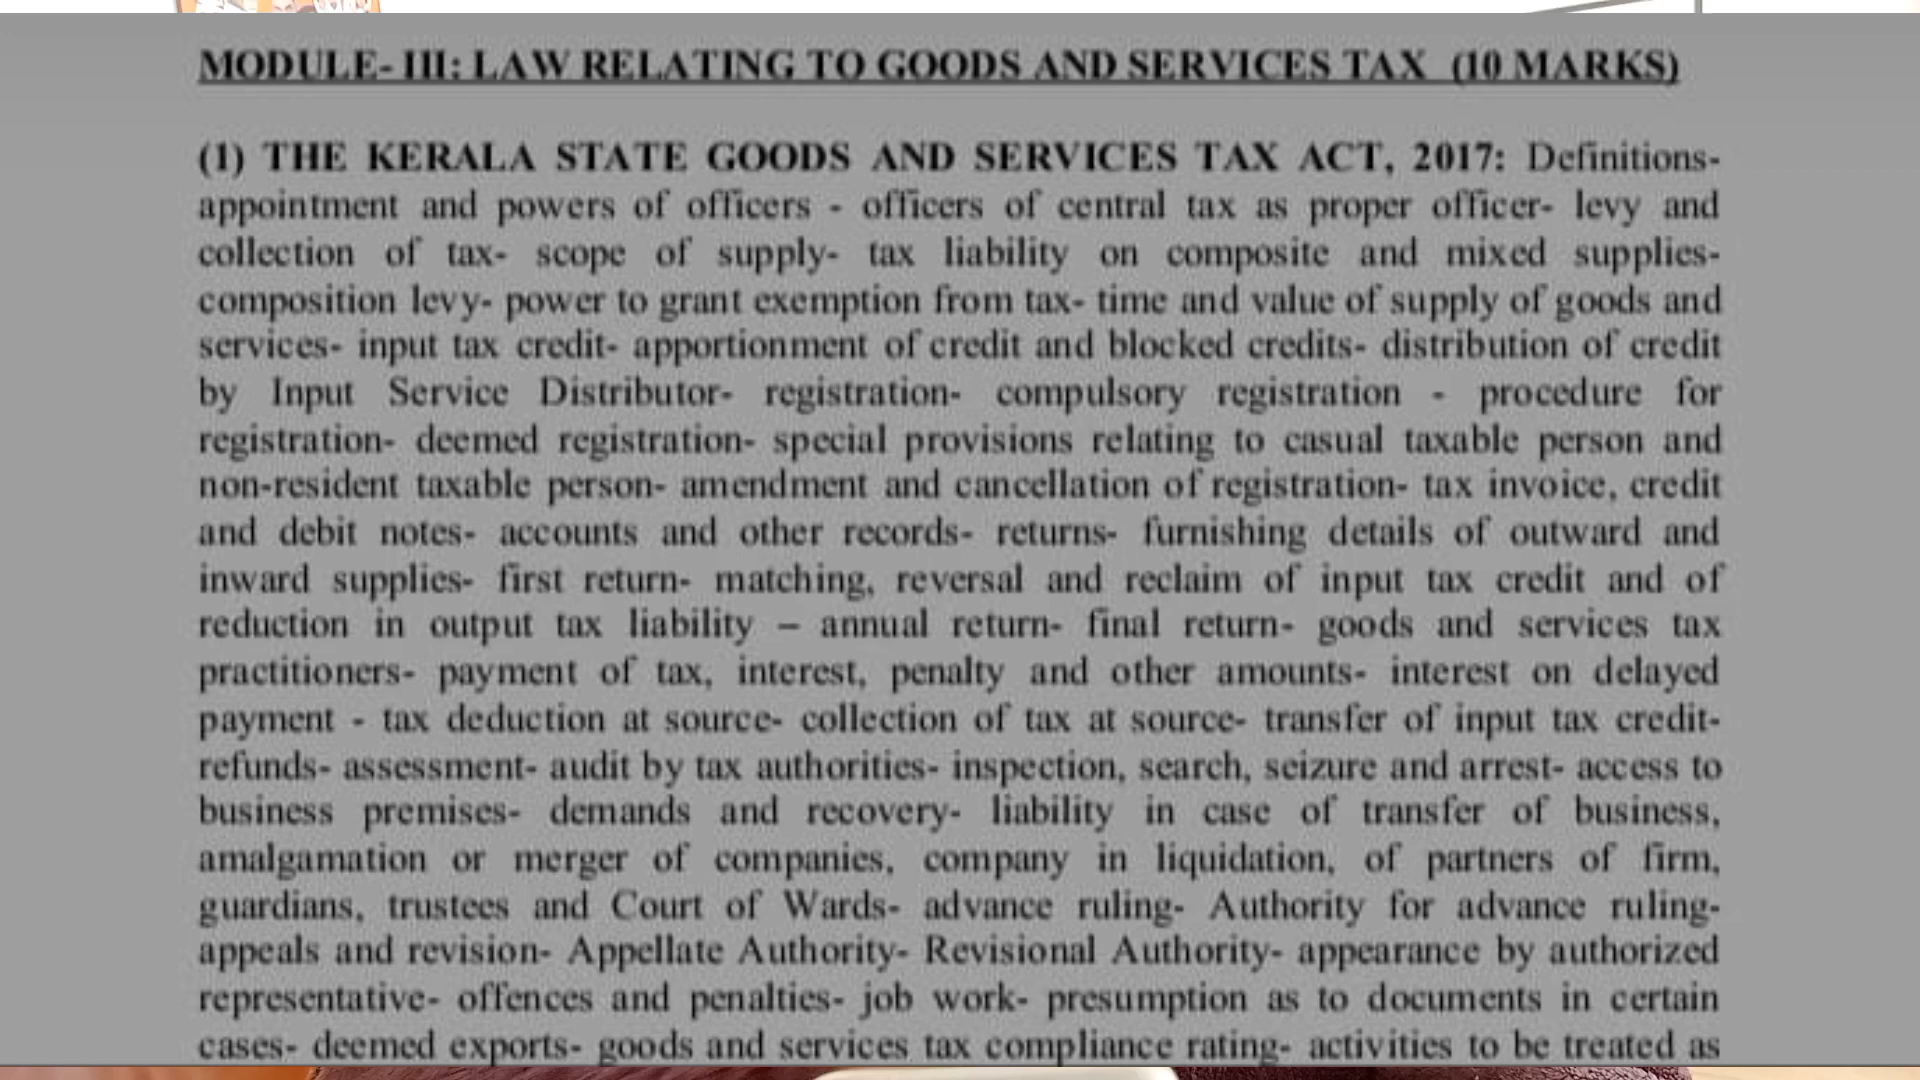 MODULE- III: LAW RELATING TO GOODS AND SERVICES TAX (10 MARKS)
(1) THE KERALA STATE GOODS AND SERVICES TAX ACT, 2017: Definitions-
appointment and powers of officers - officers of central tax as proper officer- levy and
collection of tax- scope of supply- tax liability on composite and mixed supplies-
composition levy- power to grant exemption from tax- time and value of supply of goods and
services- input tax credit- apportionment of credit and blocked credits- distribution of credit
by Input Service Distributor- registration- compulsory registration - procedure for
registration- deemed registration- special provisions relating to casual taxable person and
non-resident taxable person- amendment and cancellation of registration- tax invoice, credit
and debit notes- accounts and other records- returns- furnishing details of outward and
inward supplies- first return- matching, reversal and reclaim of input tax credit and of
reduction in output tax liability – annual return- final return- goods and services tax
practitioners- payment of tax, interest, penalty and other amounts- interest on delayed
payment - tax deduction at source- collection of tax at source- transfer of input tax credit-
refunds- assessment- audit by tax authorities- inspection, search, seizure and arrest- access to
business premises- demands and recovery- liability in case of transfer of business,
amalgamation or merger of companies, company in liquidation, of partners of firm,
guardians, trustees and Court of Wards- advance ruling- Authority for advance ruling-
appeals and revision- Appellate Authority- Revisional Authority- appearance by authorized
representative- offences and penalties- job work- presumption as to documents in certain
cases- deemed exports- goods and services tax compliance rating- activities to be treated as